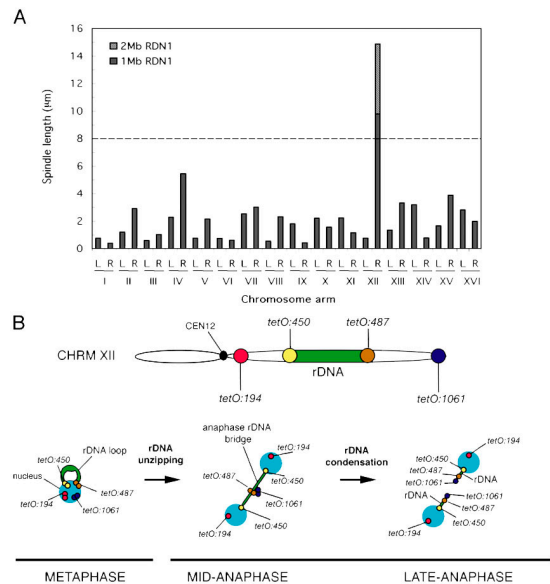 A
16
14
12
10
8
6
4
2
0
Spindle length (μm)
2Mb RDN1
1Mb RDN1
L R L R L R L R L R L R L R L R L R L R L R L R L R L R L R L R
I II III IV V VI VII VIII IX X XI XII XIII XIV XV XVI
Chromosome arm
B
tetO:450 tetO:487
CEN12
CHRM XII
rDNA
tetO:194 tetO:1061
tetO:450 rDNA loop
nucleus
tetO:194 tetO:487
tetO:1061
rDNA
unzipping
anaphase rDNA
bridge
tetO:194
tetO:450
tetO:487
tetO:1061
tetO:450
tetO:194
rDNA
condensation
tetO:194
tetO:450
tetO:487
tetO:1061
rDNA
rDNA
tetO:1061
tetO:487
tetO:450
tetO:194
METAPHASE MID-ANAPHASE LATE-ANAPHASE